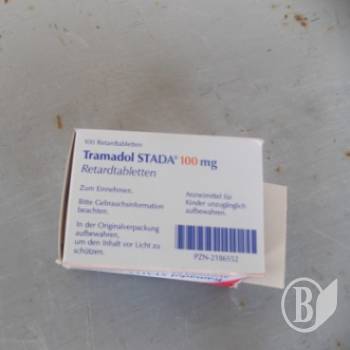 100 Retardtabletten
Tramadol STADA® 100 mg
Retardtabletten
Zum Einnehmen.
Bitte Gebrauchsinformation
beachten.
In der Originalverpackung
aufbewahren,
um den Inhalt vor Licht zu
schützen.
Arzneimittel für
Kinder unzugänglich
aufbewahren.
PZN-2186552
B